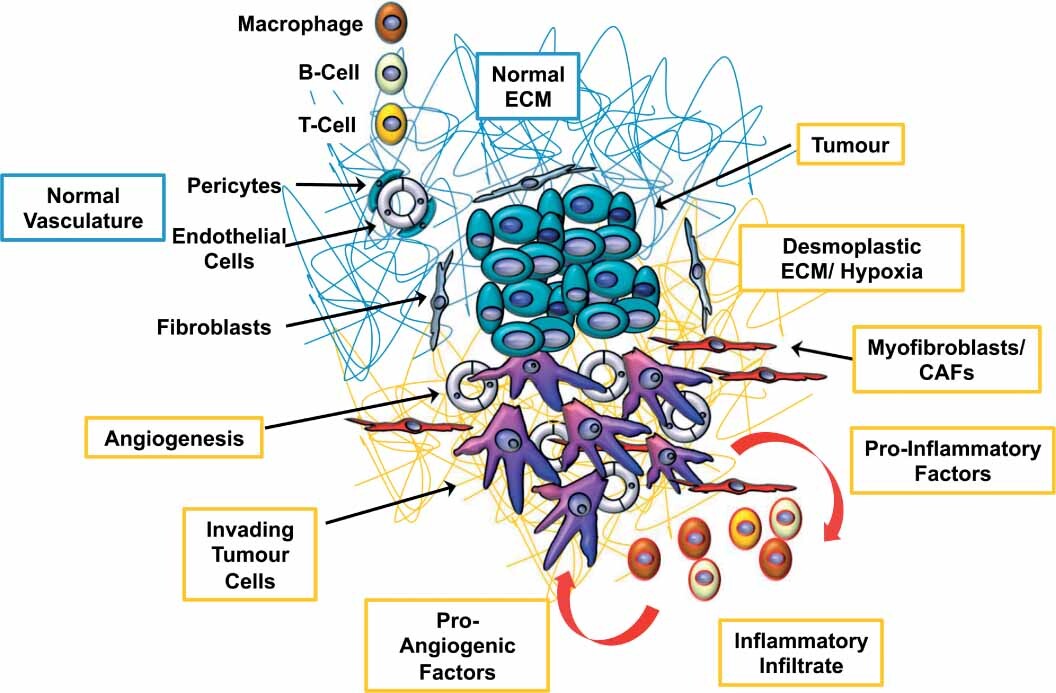 Macrophage
B-Cell
T-Cell
Normal
ECM
Tumour
Normal
Vasculature
Pericytes
Endothelial
Cells
Desmoplastic
ECM/ Hypoxia
Fibroblasts
Myofibroblasts/
CAFs
Angiogenesis
Pro-Inflammatory
Factors
Invading
Tumour
Cells
Pro-
Angiogenic
Factors
Inflammatory
Infiltrate